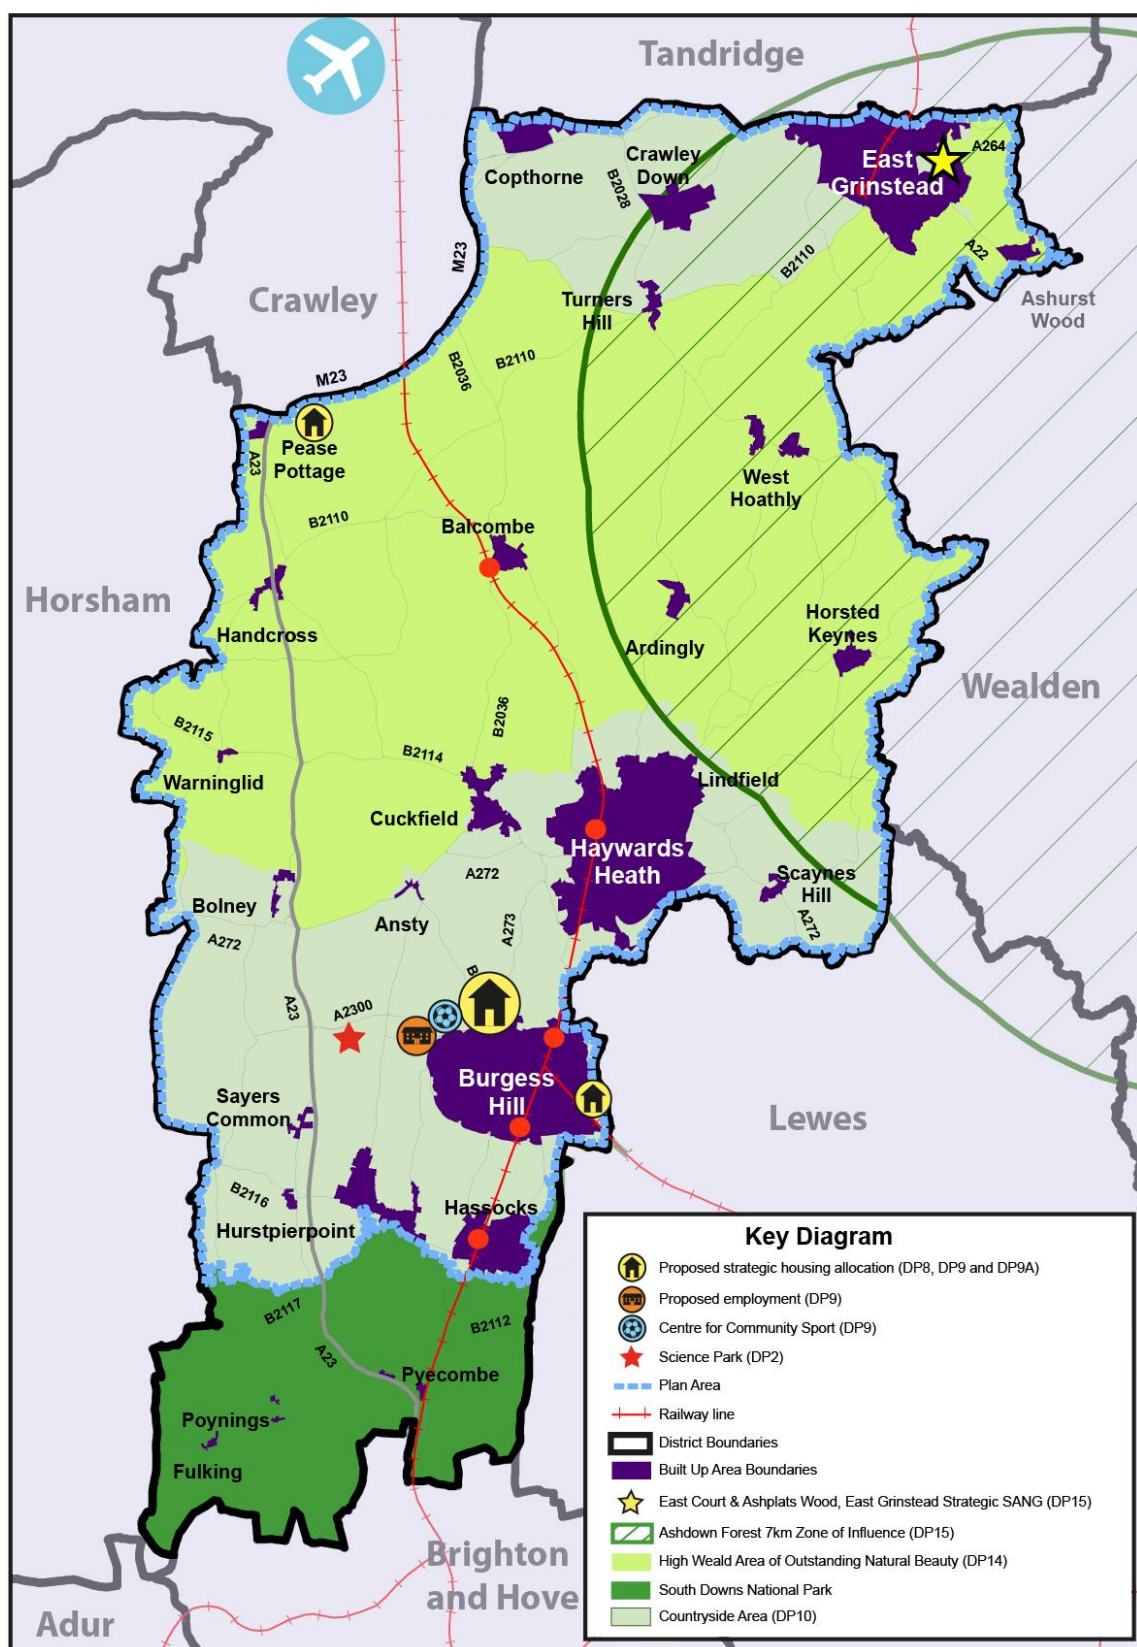 Tandridge
Copthorne
Crawley
Down
B2028
East
Grinstead
A264
M23
B2110
A22
Ashurst
Wood
Crawley
Turners
Hill
M23
B2036
B2110
Pease
Pottage
A23
West
Hoathly
B2110
Balcombe
Horsham
Handcross
Ardingly
Horsted
Keynes
Wealden
B2036
B2115
B2114
Warninglid
Lindfield
Cuckfield
Haywards
Heath
A272
Scaynes
Hill
Bolney
Ansty
A272
A273
A272
B
A23
A2300
Burgess
Hill
Sayers
Common
Lewes
B2116
Hassocks
Hurstpierpoint
B2117
B2112
A23
Pyecombe
Poynings
Fulking
Brighton
and Hove
Adur
Key Diagram
Proposed strategic housing allocation (DP8, DP9 and DP9A)
Proposed employment (DP9)
Centre for Community Sport (DP9)
Science Park (DP2)
Plan Area
Railway line
District Boundaries
Built Up Area Boundaries
East Court & Ashplats Wood, East Grinstead Strategic SANG (DP15)
Ashdown Forest 7km Zone of Influence (DP15)
High Weald Area of Outstanding Natural Beauty (DP14)
South Downs National Park
Countryside Area (DP10)